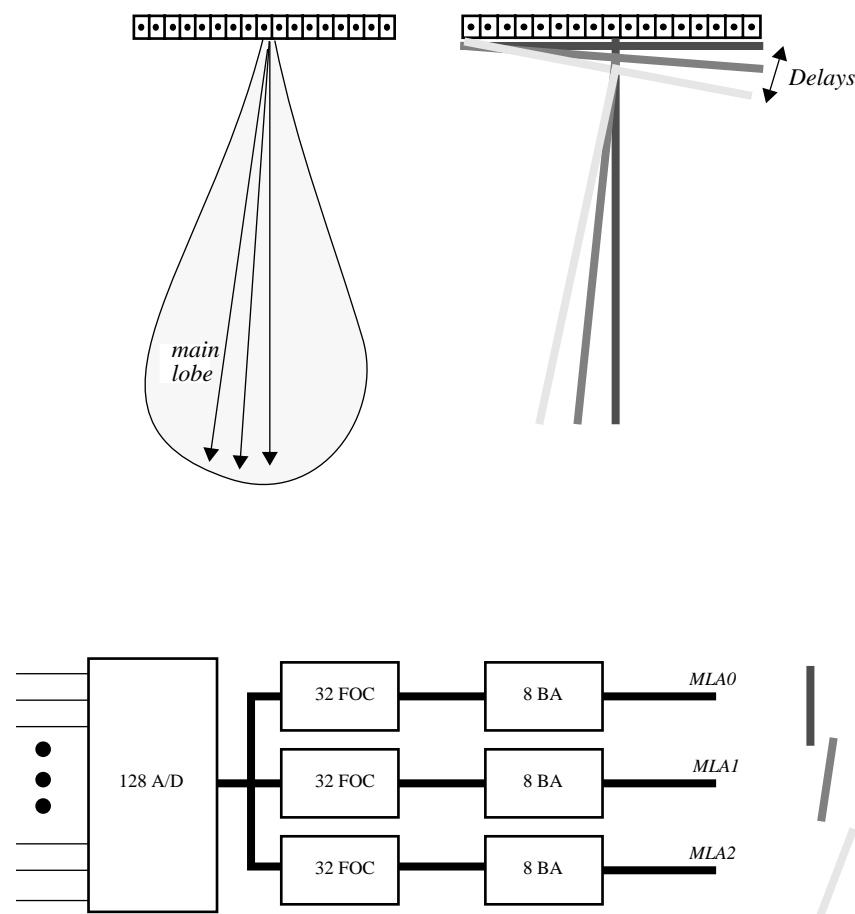 Delays
main
lobe
128 A/D
32 FOC
8 BA
MLA0
32 FOC
8 BA
MLA1
32 FOC
8 BA
MLA2